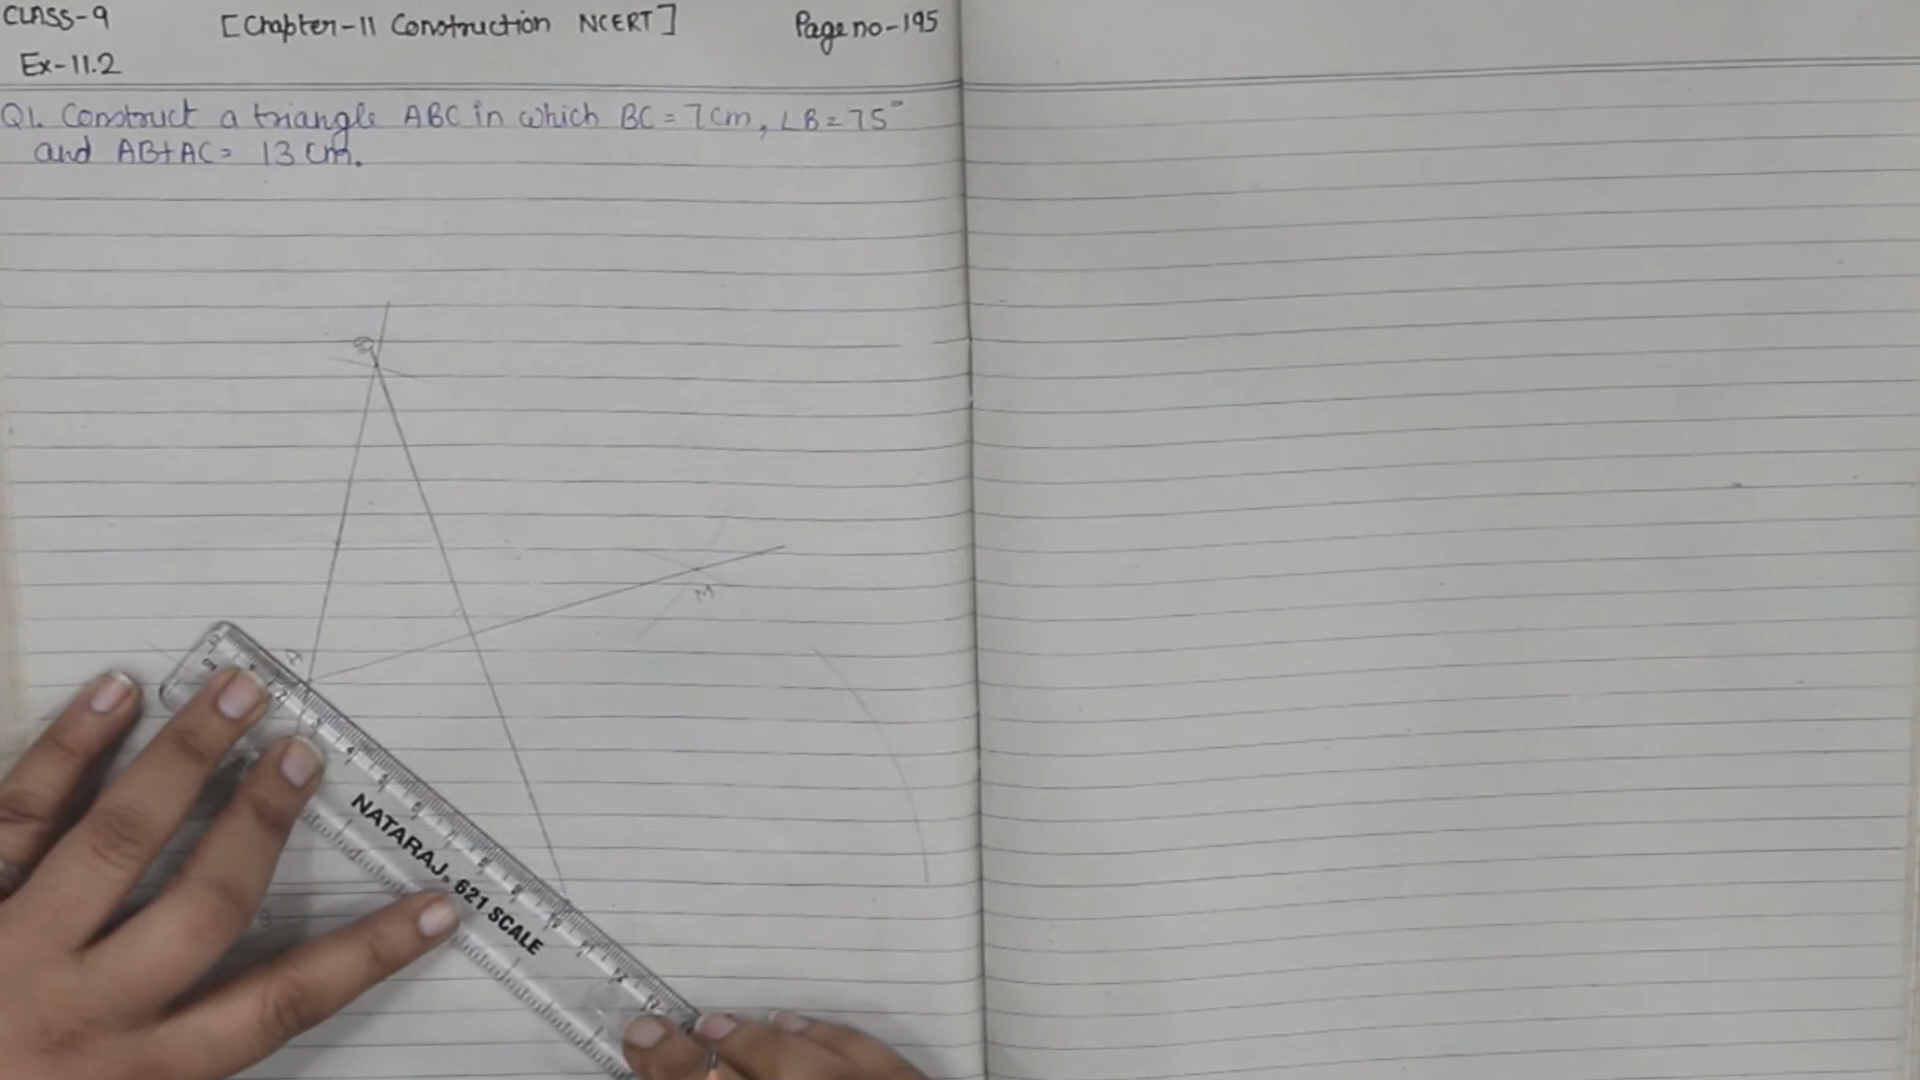 CLASS-9
[Chapter-11 Construction NCERT]
Page no-195
Ex-11.2
Q1. Construct a triangle ABC in which BC = 7cm, ∠B = 75°
and AB+AC = 13 cm.
M
A
B
NATARAJ 621 SCALE